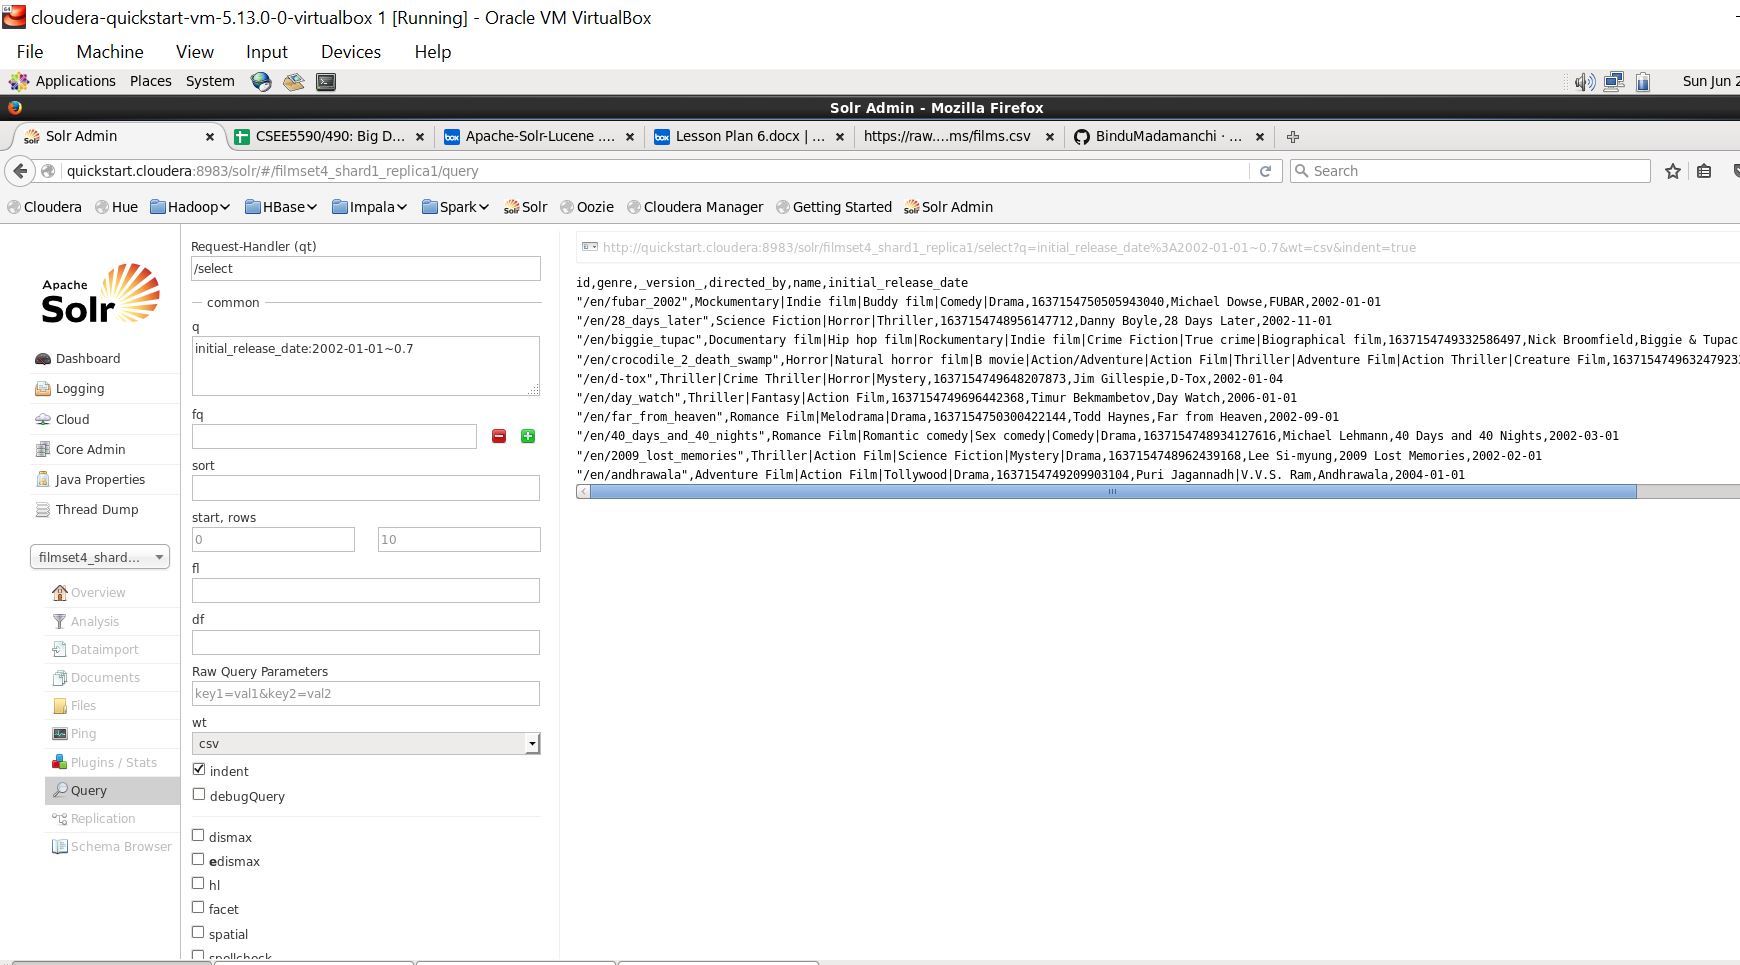 cloudera-quickstart-vm-5.13.0-0-virtualbox 1 [Running] - Oracle VM VirtualBox
File Machine View Input Devices Help
Applications Places System Sun Jun 2
Solr Admin - Mozilla Firefox
Solr Admin CSEE5590/490: Big D... Apache-Solr-Lucene .... Lesson Plan 6.docx | ... https://raw....ms/films.csv BinduMadamanchi · ...
quickstart.cloudera:8983/solr/#/filmset4_shard1_replica1/query Search
Cloudera Hue Hadoop HBase Impala Spark Solr Oozie Cloudera Manager Getting Started Solr Admin
Apache
Solr
Dashboard
Logging
Cloud
Core Admin
Java Properties
Thread Dump
filmset4_shard...
Overview
Analysis
Dataimport
Documents
Files
Ping
Plugins / Stats
Query
Replication
Schema Browser
Request-Handler (qt)
/select
common
q
initial_release_date:2002-01-01~0.7
fq
sort
start, rows
0 10
fl
df
Raw Query Parameters
key1=val1&key2=val2
wt
csv
indent
debugQuery
dismax
edismax
hl
facet
spatial
spellcheck
http://quickstart.cloudera:8983/solr/filmset4_shard1_replica1/select?q=initial_release_date%3A2002-01-01~0.7&wt=csv&indent=true
id,genre,_version_,directed_by,name,initial_release_date
"/en/fubar_2002",Mockumentary|Indie film|Buddy film|Comedy|Drama,1637154750505943040,Michael Dowse,FUBAR,2002-01-01
"/en/28_days_later",Science Fiction|Horror|Thriller,1637154748956147712,Danny Boyle,28 Days Later,2002-11-01
"/en/biggie_tupac",Documentary film|Hip hop film|Rockumentary|Indie film|Crime Fiction|True crime|Biographical film,1637154749332586497,Nick Broomfield,Biggie & Tupac
"/en/crocodile_2_death_swamp",Horror|Natural horror film|B movie|Action/Adventure|Action Film|Thriller|Adventure Film|Action Thriller|Creature Film,163715474963247923
"/en/d-tox",Thriller|Crime Thriller|Horror|Mystery,1637154749648207873,Jim Gillespie,D-Tox,2002-01-04
"/en/day_watch",Thriller|Fantasy|Action Film,1637154749696442368,Timur Bekmambetov,Day Watch,2006-01-01
"/en/far_from_heaven",Romance Film|Melodrama|Drama,1637154750300422144,Todd Haynes,Far from Heaven,2002-09-01
"/en/40_days_and_40_nights",Romance Film|Romantic comedy|Sex comedy|Comedy|Drama,1637154748934127616,Michael Lehmann,40 Days and 40 Nights,2002-03-01
"/en/2009_lost_memories",Thriller|Action Film|Science Fiction|Mystery|Drama,1637154748962439168,Lee Si-myung,2009 Lost Memories,2002-02-01
"/en/andhrawala",Adventure Film|Action Film|Tollywood|Drama,1637154749209903104,Puri Jagannadh|V.V.S. Ram,Andhrawala,2004-01-01